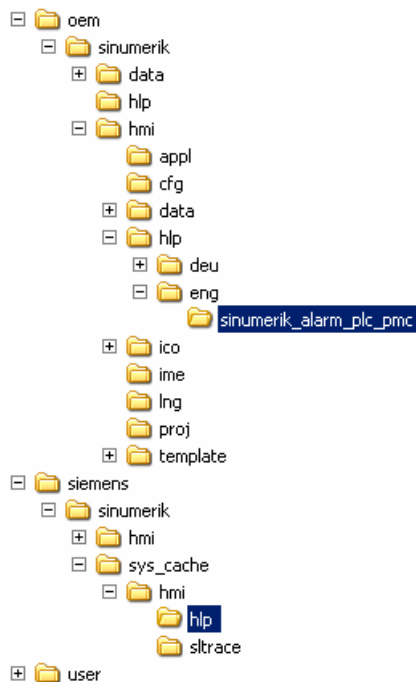 oem
sinumerik
data
hlp
hmi
appl
cfg
data
hlp
deu
eng
sinumerik_alarm_plc_pmc
ico
ime
lng
proj
template
siemens
sinumerik
hmi
sys_cache
hmi
hlp
sltrace
user